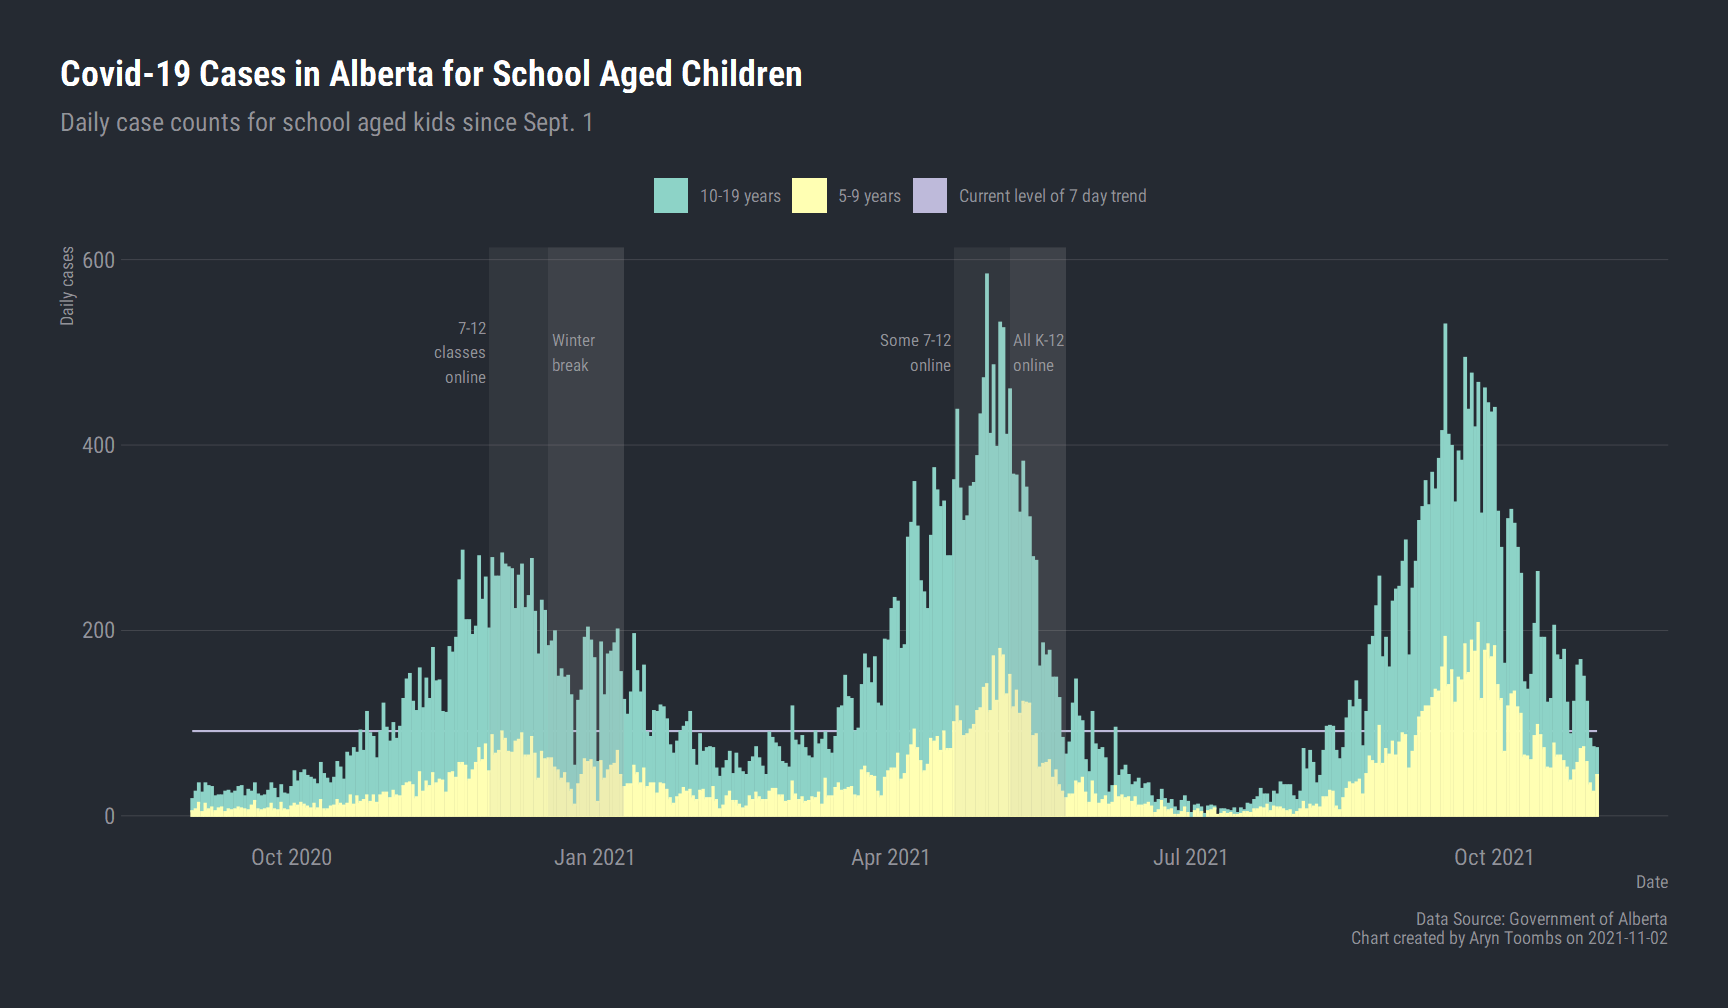 Covid-19 Cases in Alberta for School Aged Children
Daily case counts for school aged kids since Sept. 1
10-19 years
5-9 years
Current level of 7 day trend
Daily cases
600
400
200
0
7-12
classes
online
Winter
break
Some 7-12
online
All K-12
online
Oct 2020
Jan 2021
Apr 2021
Jul 2021
Oct 2021
Date
Data Source: Government of Alberta
Chart created by Aryn Toombs on 2021-11-02